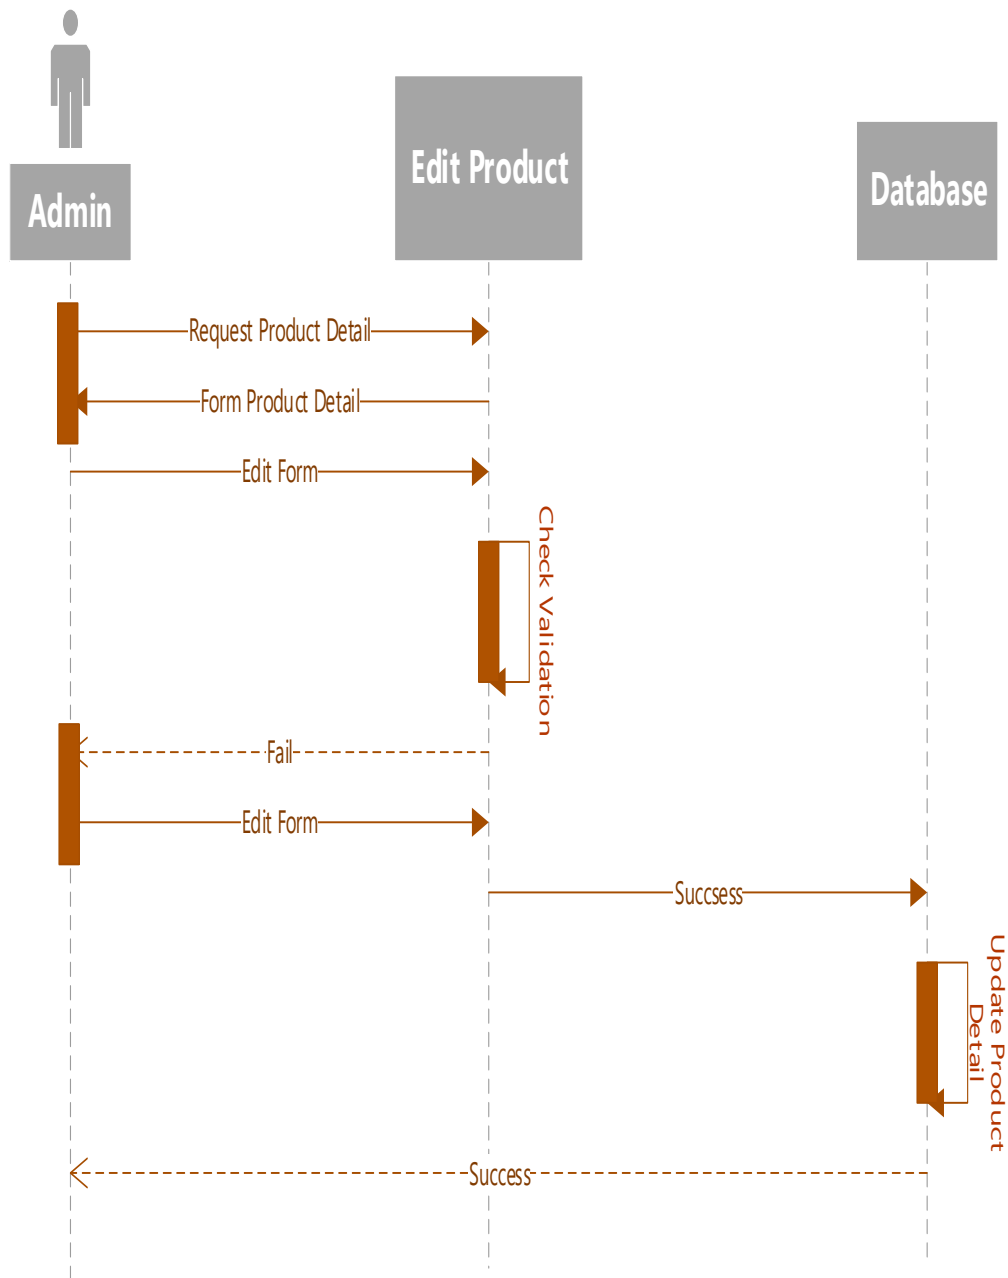 Admin
Edit Product
Database
Request Product Detail
Form Product Detail
Edit Form
Check Validation
Fail
Edit Form
Succsess
Update Product
Detail
Success